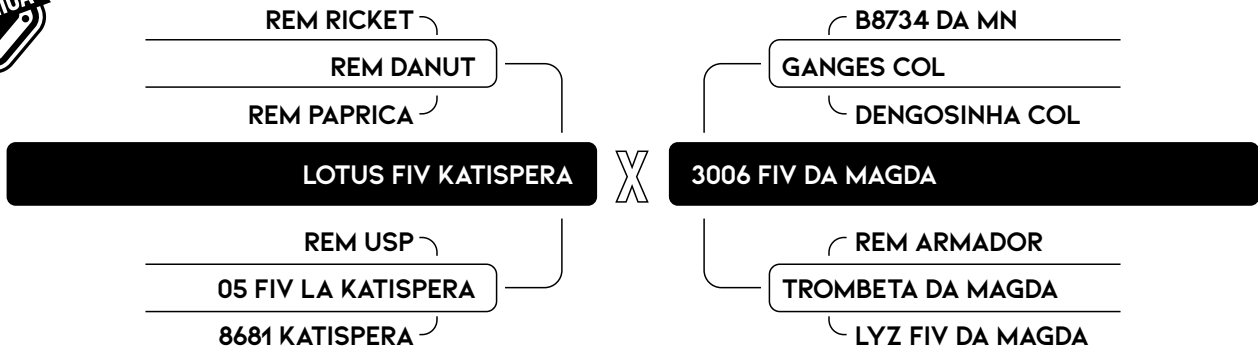 REM RICKET
REM DANUT
REM PAPRICA
LOTUS FIV KATISPERA
REM USP
05 FIV LA KATISPERA
8681 KATISPERA
X
B8734 DA MN
GANGES COL
DENGOSINHA COL
3006 FIV DA MAGDA
REM ARMADOR
TROMBETA DA MAGDA
LYZ FIV DA MAGDA